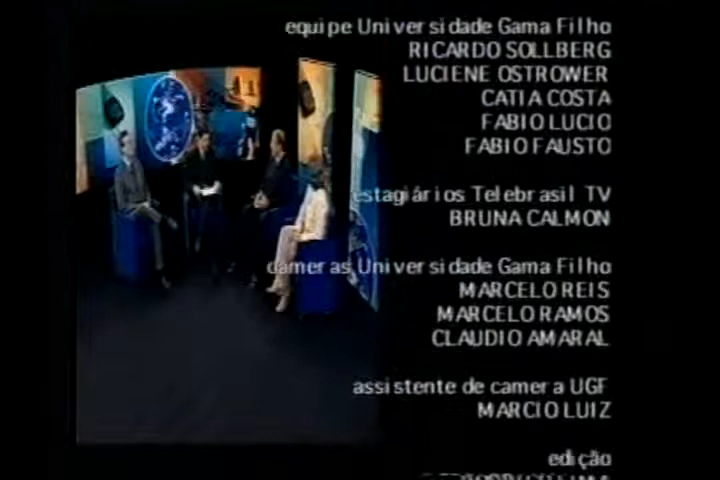 equipe Universidade Gama Filho
RICARDO SOLLBERG
LUCIENE OSTROWER
CATIA COSTA
FABIO LUCIO
FABIO FAUSTO
estagiários Telebrasil TV
BRUNA CALMON
cameras Universidade Gama Filho
MARCELO REIS
MARCELO RAMOS
CLAUDIO AMARAL
assistente de camera UGF
MARCIO LUIZ
edição